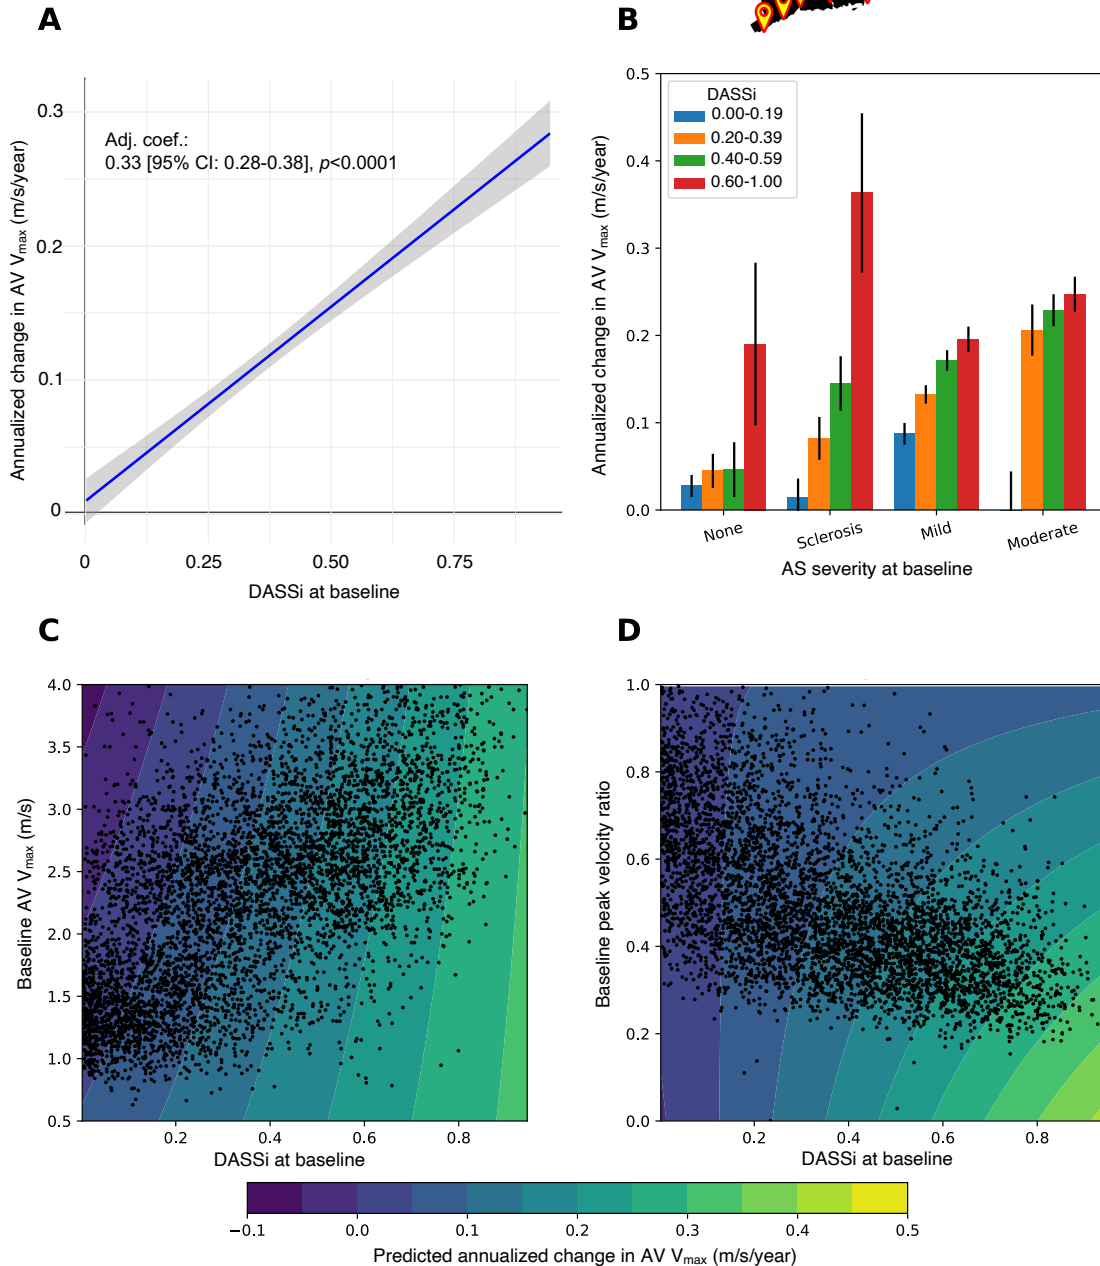 A
Annualized change in AV Vmax (m/s/year)
0.3
0.2
0.1
0
Adj. coef.:
0.33 [95% CI: 0.28-0.38], p<0.0001
0
0.25
0.50
0.75
DASSi at baseline
B
Annualized change in AV Vmax (m/s/year)
0.5
0.4
0.3
0.2
0.1
0.0
DASSi
0.00-0.19
0.20-0.39
0.40-0.59
0.60-1.00
None
Sclerosis
Mild
Moderate
AS severity at baseline
C
Baseline AV Vmax (m/s)
4.0
3.5
3.0
2.5
2.0
1.5
1.0
0.5
0.2
0.4
0.6
0.8
DASSi at baseline
D
Baseline peak velocity ratio
1.0
0.8
0.6
0.4
0.2
0.0
0.2
0.4
0.6
0.8
DASSi at baseline
−0.1
0.0
0.1
0.2
0.3
0.4
0.5
Predicted annualized change in AV Vmax (m/s/year)